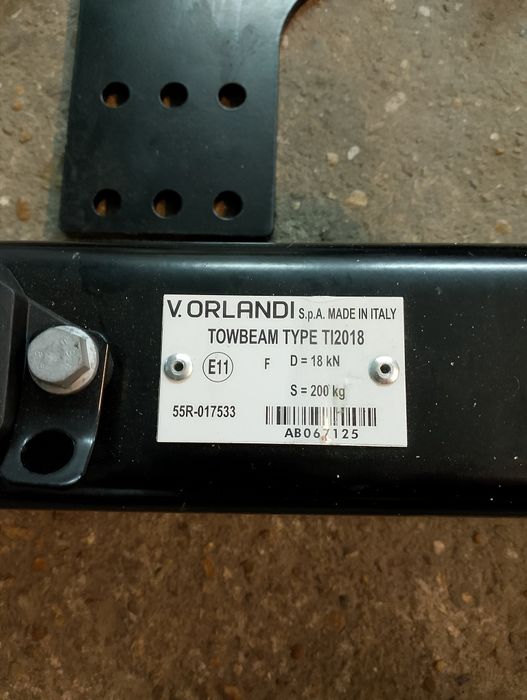 V.ORLANDI S.p.A. MADE IN ITALY
TOWBEAM TYPE TI2018
E11 F D = 18 kN
S = 200 kg
55R-017533
AB067125